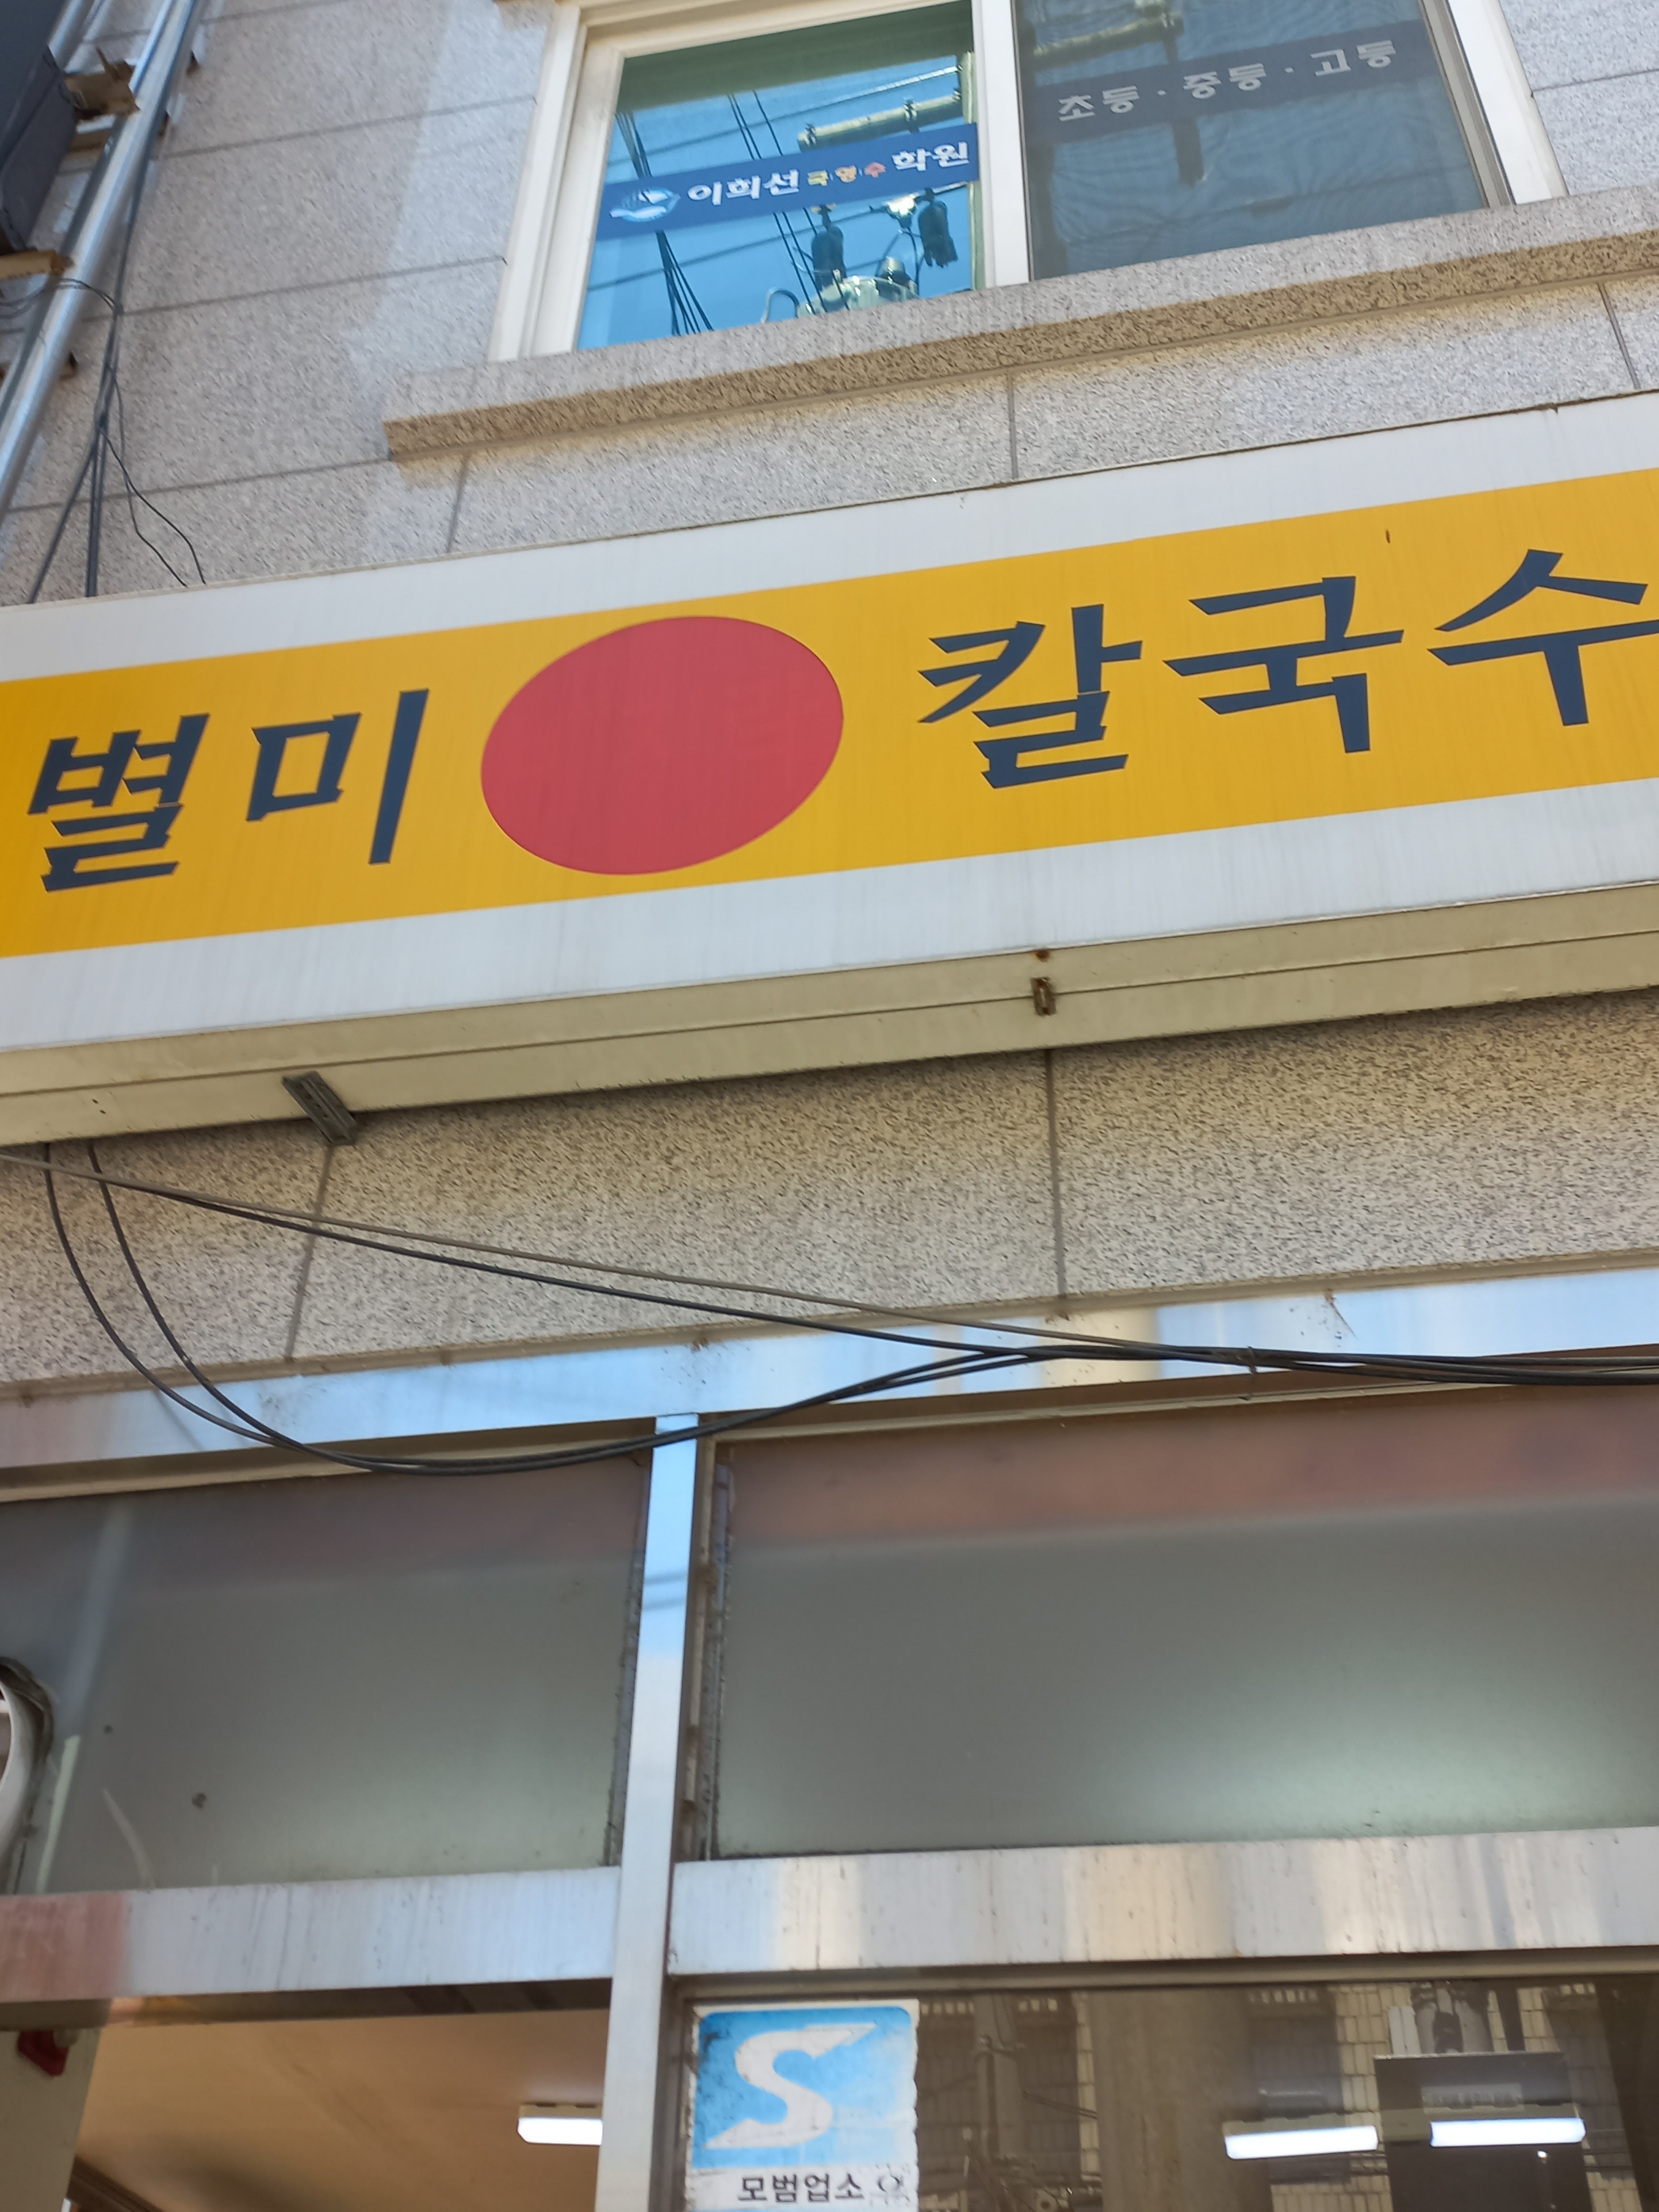 초등·중등·고등
이희선 국·영·수 학원
별미 칼국수
S
모범업소